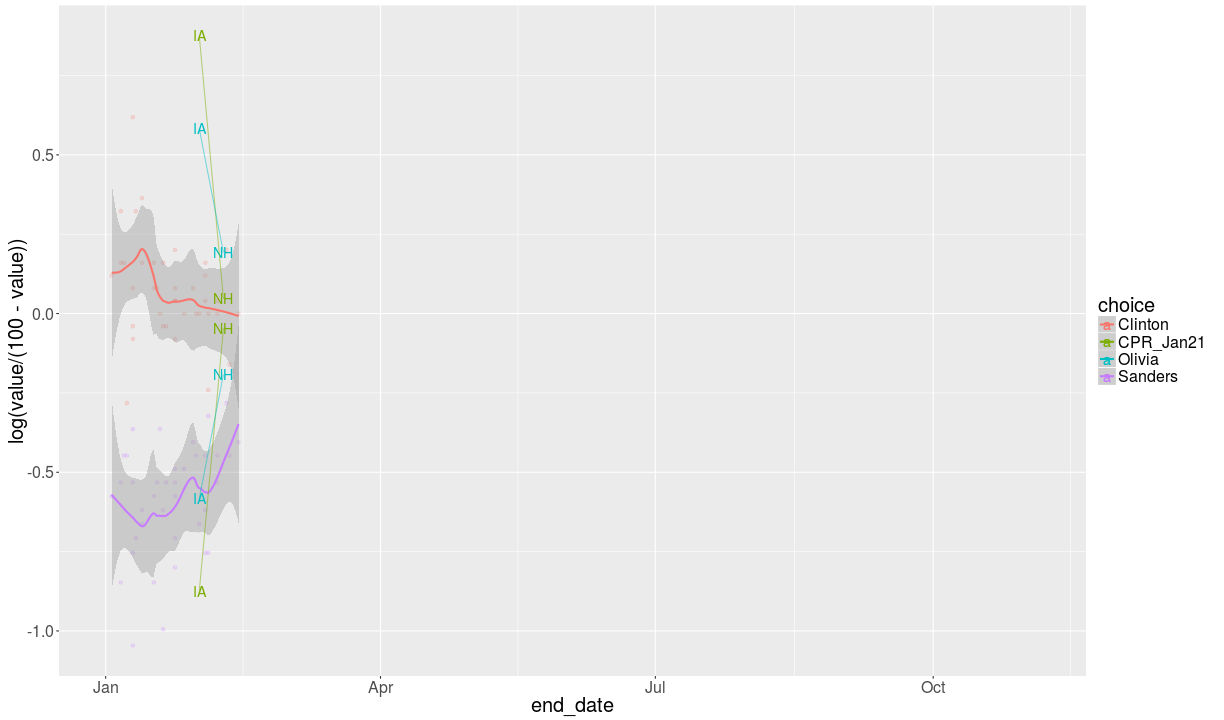 IA
IA
0.5
NH
NH
0.0
NH
NH
-0.5
IA
IA
-1.0
log(value/(100 - value))
Jan
Apr
Jul
Oct
end_date
choice
a Clinton
a CPR_Jan21
a Olivia
a Sanders